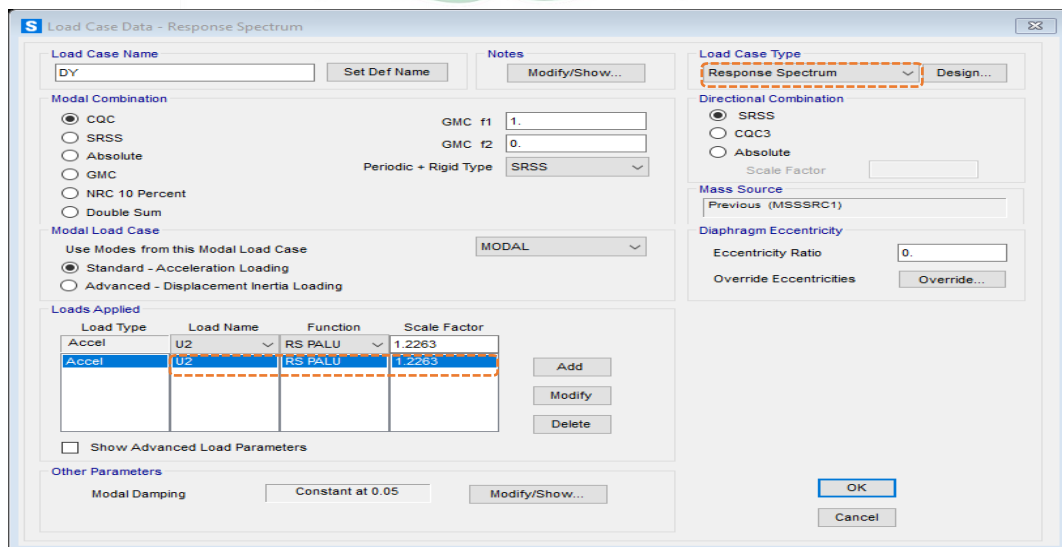 S Load Case Data - Response Spectrum
Load Case Name
DY
Set Def Name
Notes
Modify/Show...
Load Case Type
Response Spectrum
Design...
Modal Combination
CQC
SRSS
Absolute
GMC
NRC 10 Percent
Double Sum
GMC f1 1.
GMC f2 0.
Periodic + Rigid Type SRSS
Directional Combination
SRSS
CQC3
Absolute
Scale Factor
Mass Source
Previous (MSSSRC1)
Modal Load Case
Use Modes from this Modal Load Case MODAL
Standard - Acceleration Loading
Advanced - Displacement Inertia Loading
Diaphragm Eccentricity
Eccentricity Ratio 0.
Override Eccentricities Override...
Loads Applied
Load Type Load Name Function Scale Factor
Accel U2 RS PALU 1.2263
Accel U2 RS PALU 1.2263
Add
Modify
Delete
Show Advanced Load Parameters
Other Parameters
Modal Damping Constant at 0.05 Modify/Show...
OK
Cancel